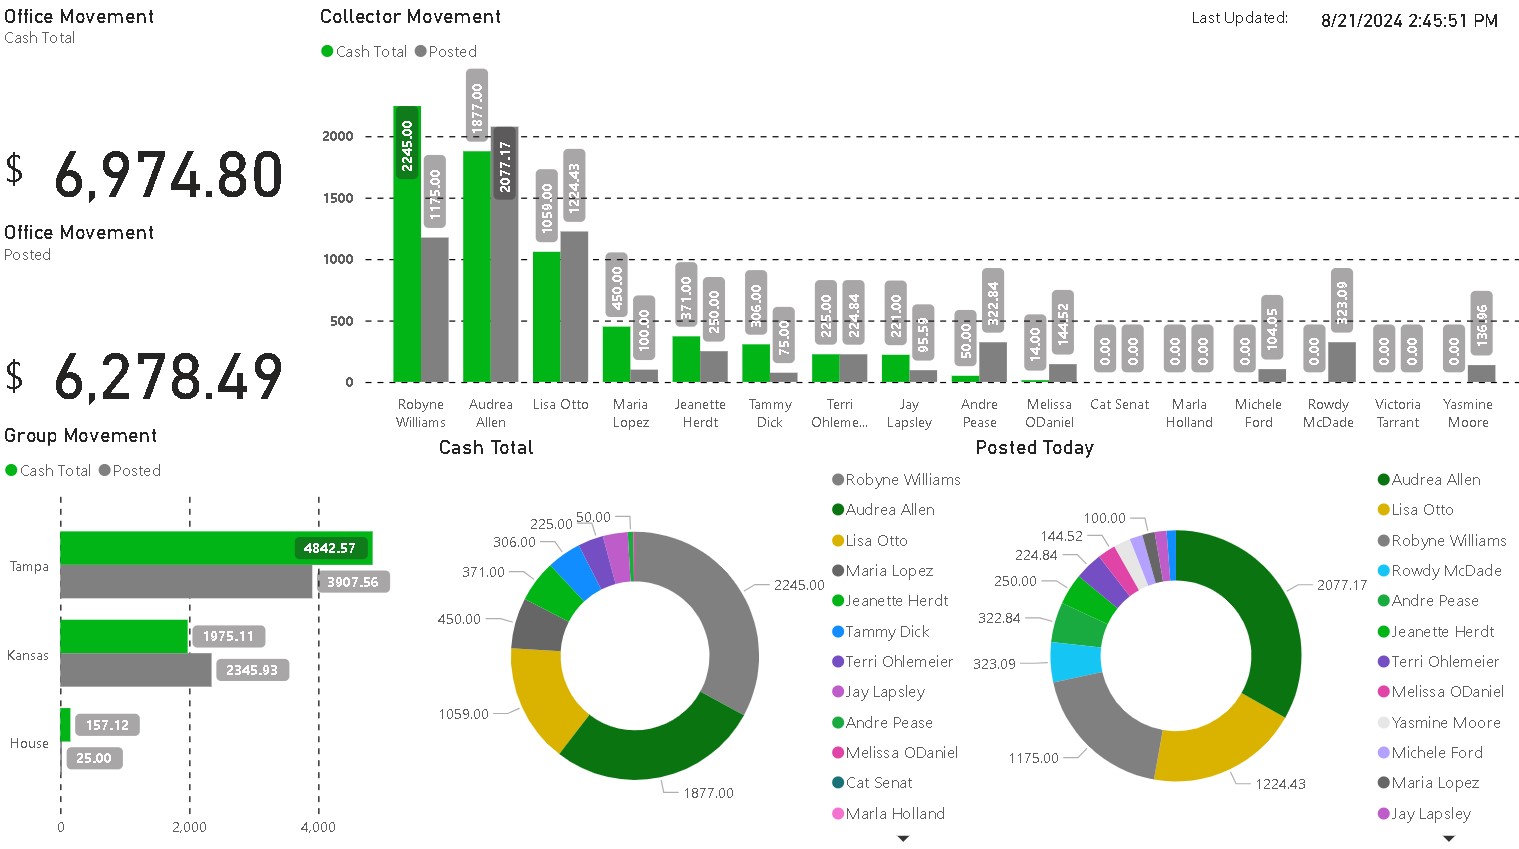 Office Movement
Cash Total
$ 6,974.80
Office Movement
Posted
$ 6,278.49
Collector Movement
Last Updated: 8/21/2024 2:45:51 PM
Cash Total Posted
2000
1500
1000
500
0
2245.00 1175.00
1877.00 2077.17
1059.00 1224.43
450.00 100.00
371.00 250.00
306.00 75.00
225.00 224.84
221.00 95.59
50.00 322.84
14.00 144.52
0.00 0.00
0.00 0.00
0.00 104.05
0.00 323.09
0.00 0.00
0.00 136.96
Robyne Williams
Audrea Allen
Lisa Otto
Maria Lopez
Jeanette Herdt
Tammy Dick
Terri Ohleme...
Jay Lapsley
Andre Pease
Melissa ODaniel
Cat Senat
Marla Holland
Michele Ford
Rowdy McDade
Victoria Tarrant
Yasmine Moore
Group Movement
Cash Total Posted
Tampa
4842.57
3907.56
Kansas
1975.11
2345.93
House
157.12
25.00
0 2,000 4,000
Cash Total
50.00
225.00
306.00
371.00
450.00
1059.00
1877.00
2245.00
Robyne Williams
Audrea Allen
Lisa Otto
Maria Lopez
Jeanette Herdt
Tammy Dick
Terri Ohlemeier
Jay Lapsley
Andre Pease
Melissa ODaniel
Cat Senat
Marla Holland
Posted Today
100.00
144.52
224.84
250.00
322.84
323.09
1175.00
1224.43
2077.17
Audrea Allen
Lisa Otto
Robyne Williams
Rowdy McDade
Andre Pease
Jeanette Herdt
Terri Ohlemeier
Melissa ODaniel
Yasmine Moore
Michele Ford
Maria Lopez
Jay Lapsley